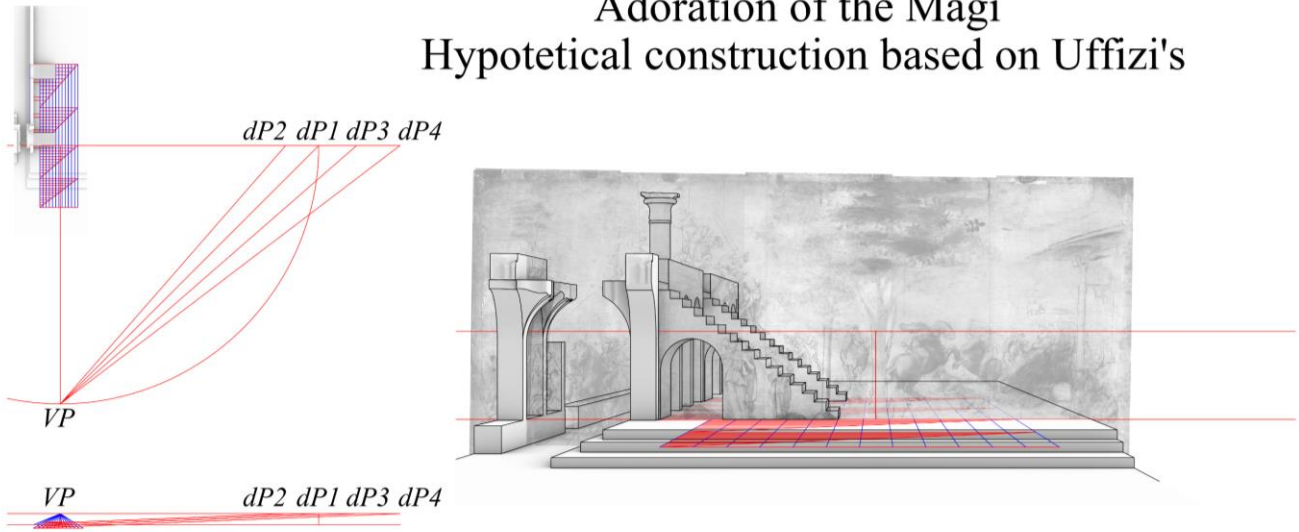 Adoration of the Magi
Hypotetical construction based on Uffizi's
dP2 dP1 dP3 dP4
VP
VP dP2 dP1 dP3 dP4